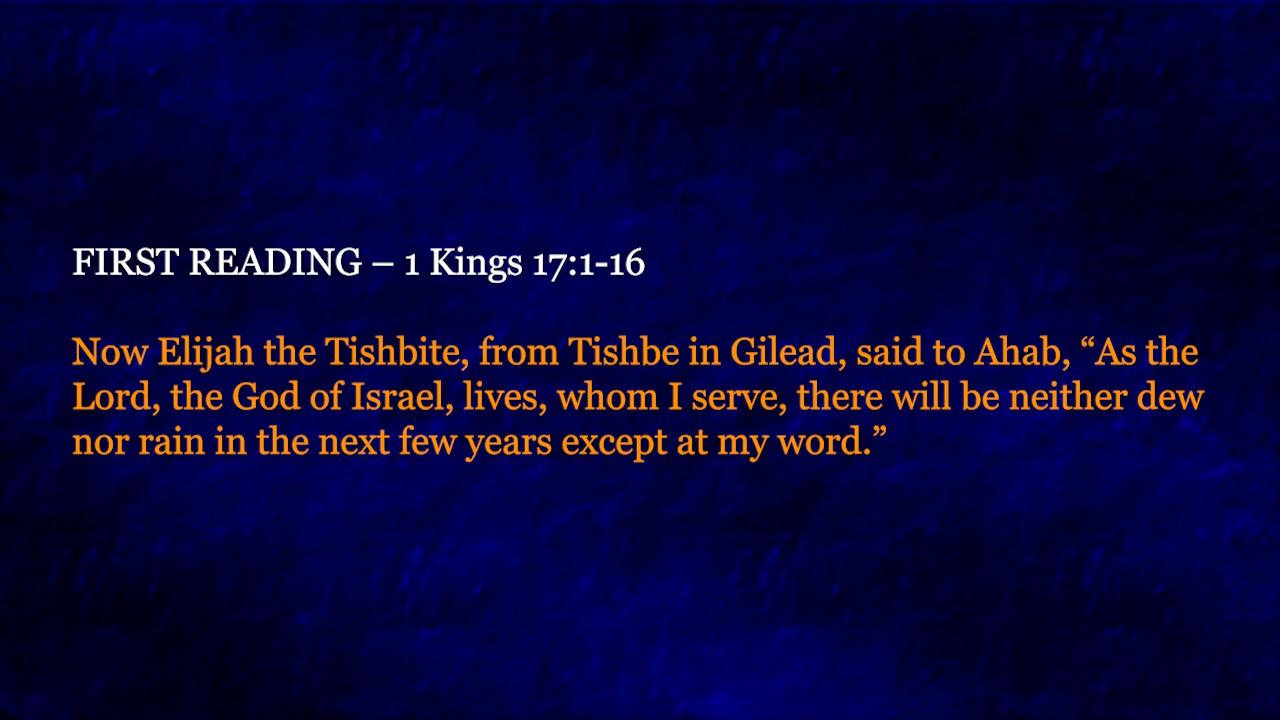 FIRST READING – 1 Kings 17:1-16
Now Elijah the Tishbite, from Tishbe in Gilead, said to Ahab, “As the
Lord, the God of Israel, lives, whom I serve, there will be neither dew
nor rain in the next few years except at my word.”